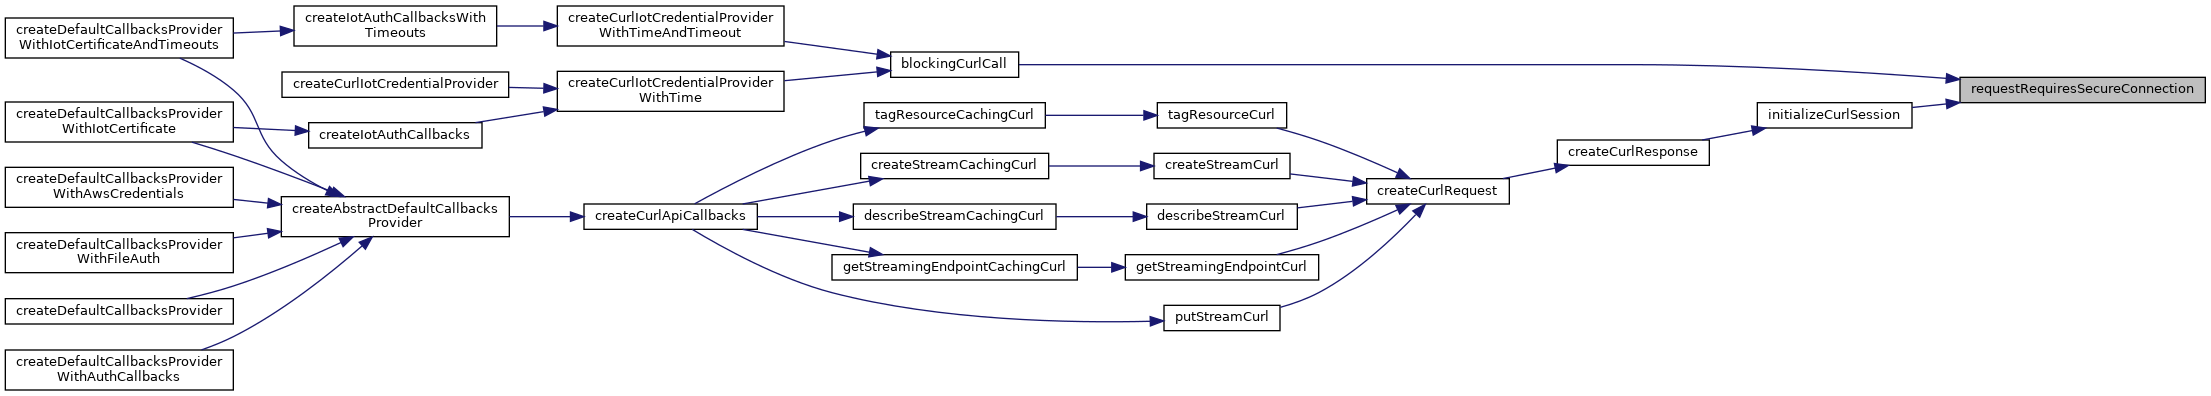 createDefaultCallbacksProvider
WithIotCertificateAndTimeouts
createIotAuthCallbacksWith
Timeouts
createCurlIotCredentialProvider
WithTimeAndTimeout
blockingCurlCall
requestRequiresSecureConnection
createCurlIotCredentialProvider
createCurlIotCredentialProvider
WithTime
createDefaultCallbacksProvider
WithIotCertificate
createIotAuthCallbacks
tagResourceCachingCurl
tagResourceCurl
initializeCurlSession
createStreamCachingCurl
createStreamCurl
createCurlResponse
createDefaultCallbacksProvider
WithAwsCredentials
createAbstractDefaultCallbacks
Provider
createCurlApiCallbacks
describeStreamCachingCurl
describeStreamCurl
createCurlRequest
createDefaultCallbacksProvider
WithFileAuth
getStreamingEndpointCachingCurl
getStreamingEndpointCurl
createDefaultCallbacksProvider
putStreamCurl
createDefaultCallbacksProvider
WithAuthCallbacks